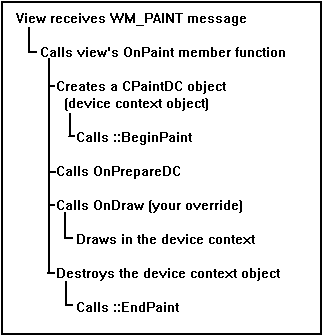 View receives WM_PAINT message
Calls view's OnPaint member function
Creates a CPaintDC object
(device context object)
Calls ::BeginPaint
Calls OnPrepareDC
Calls OnDraw (your override)
Draws in the device context
Destroys the device context object
Calls ::EndPaint